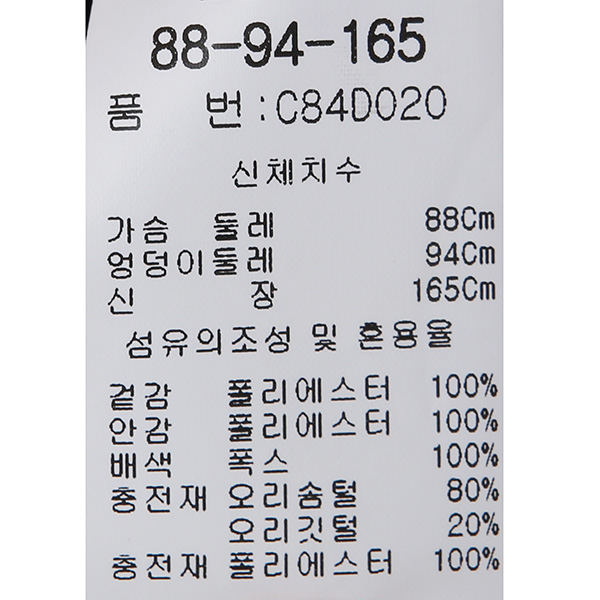 88-94-165
품 번:C84D020
신체치수
가슴 둘레 88Cm
엉덩이둘레 94Cm
신 장 165Cm
섬유의조성 및 혼용율
겉감 폴리에스터 100%
안감 폴리에스터 100%
배색 폭스 100%
충전재 오리솜털 80%
오리깃털 20%
충전재 폴리에스터 100%